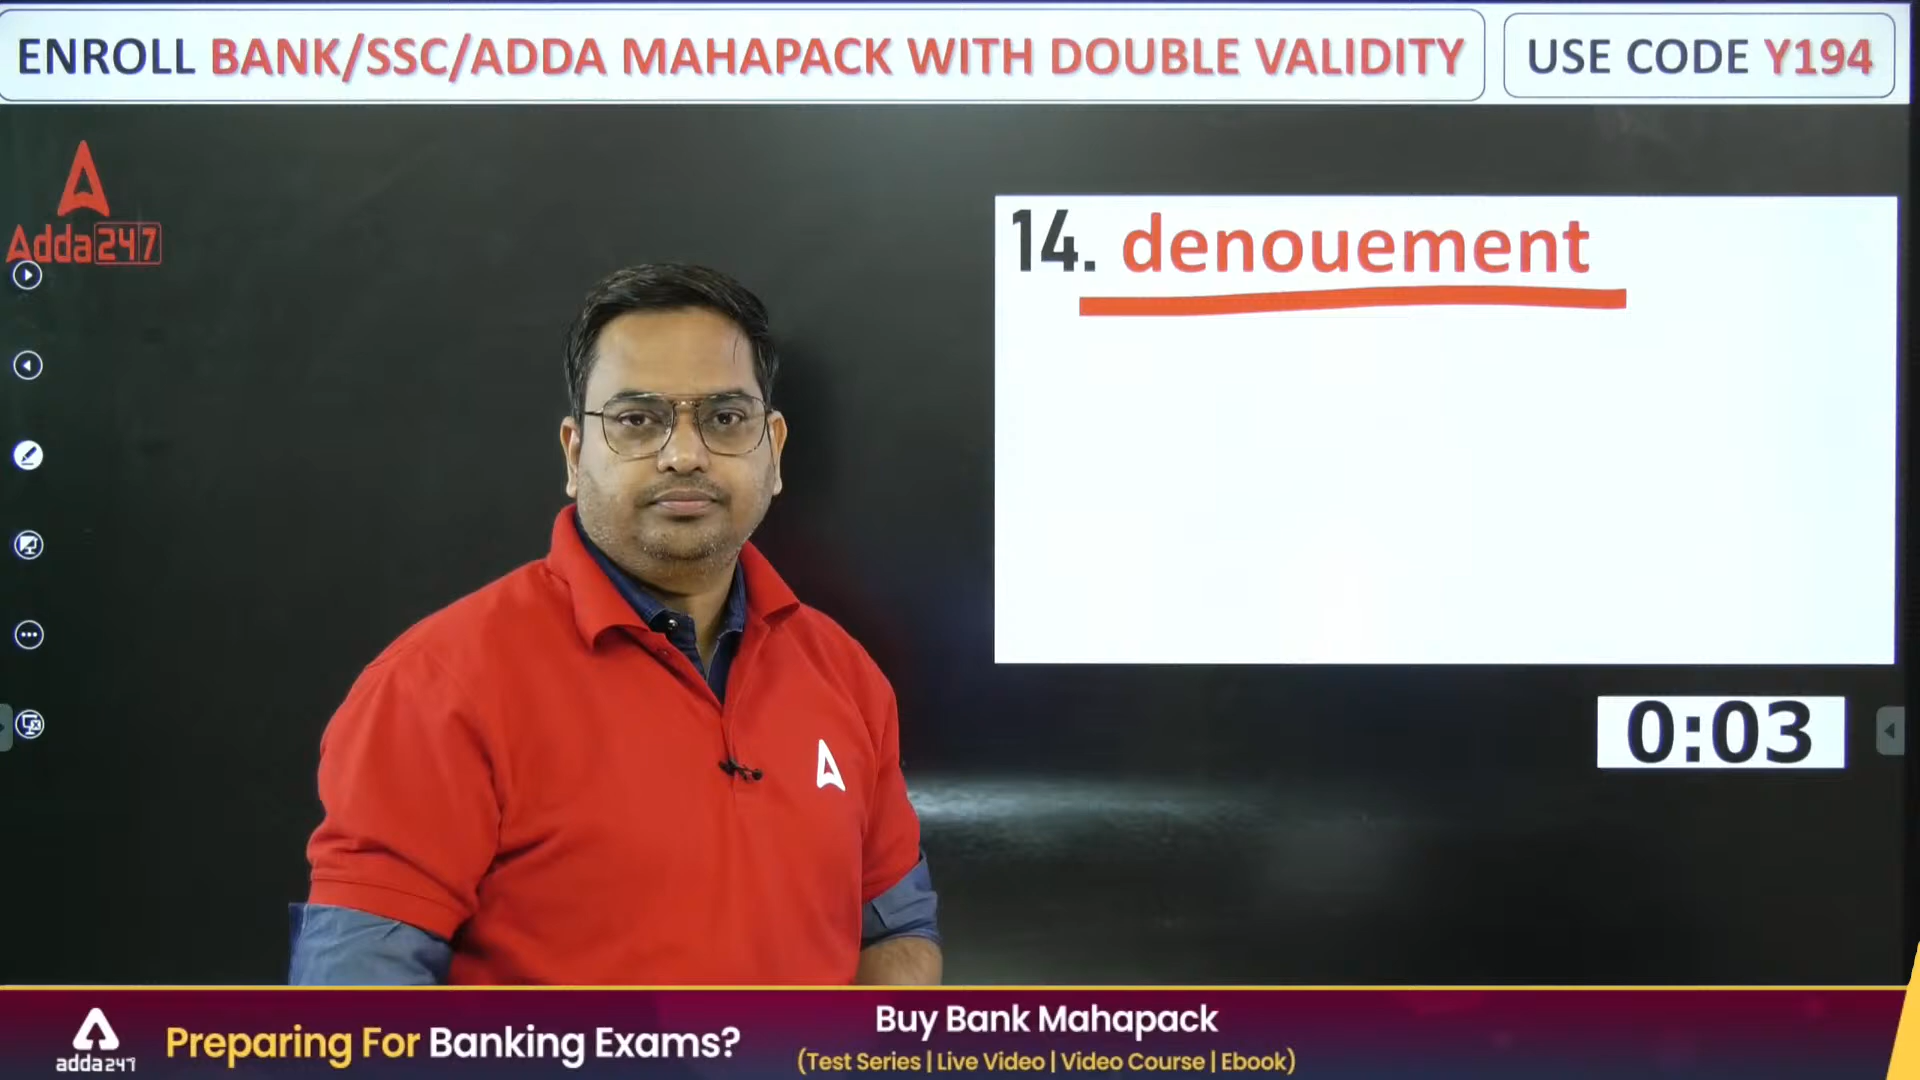 ENROLL BANK/SSC/ADDA MAHAPACK WITH DOUBLE VALIDITY
USE CODE Y194
Adda247
14. denouement
0:03
adda247
Preparing For Banking Exams?
Buy Bank Mahapack
(Test Series | Live Video | Video Course | Ebook)